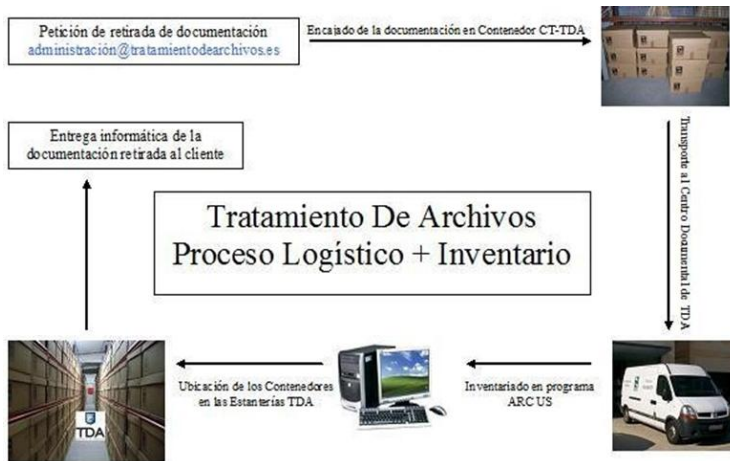 Petición de retirada de documentación
administración@tratamientodearchivos.es
Encajado de la documentación en Contenedor CT-TDA
Transporte al Centro Documental de TDA
Entrega informática de la
documentación retirada al cliente
Tratamiento De Archivos
Proceso Logístico + Inventario
Inventariado en programa
ARCUS
Ubicación de los Contenedores
en las Estanterías TDA
TDA